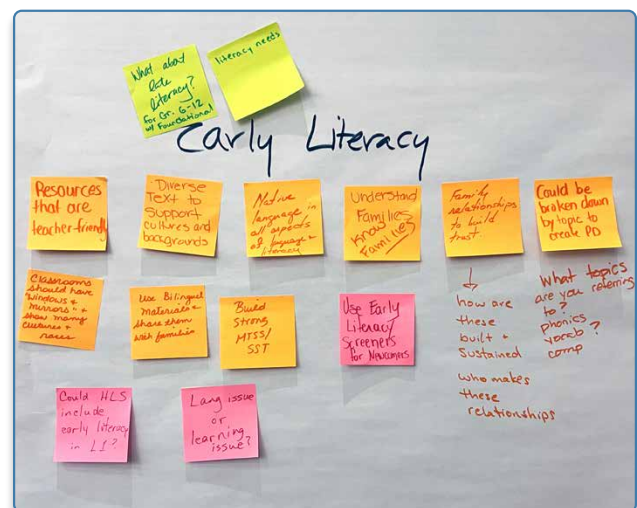 What about
late
literacy?
for Gr. 6-12
w/ Foundational
literacy needs
Early Literacy
Resources
that are
teacher-friendly
Diverse
Text to
support
cultures and
backgrounds
Native
language in
all aspects
of language &
literacy
Understand
Families
Know
Families
Family
relationships
to build
trust.
Could be
broken down
by topic to
create PD
Classrooms
should have
"windows &
mirrors" &
show many
cultures &
races
Use Bilingual
Materials &
share them
with families
Build
Strong
MTSS/
SST
Use Early
Literacy
Screeners
for Newcomers
how are
these
built &
sustained
who makes
these
relationships
What topics
are you referring
to?
phonics
vocab ?
comp
Could HLS
include
early literacy
in L1?
Lang issue
or
learning
issue?